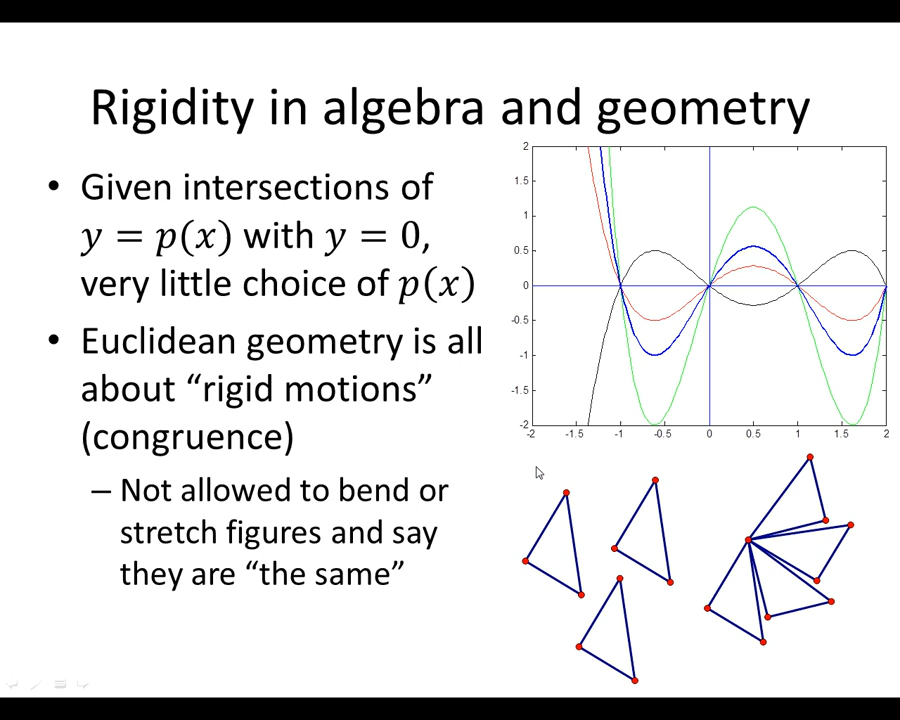 Rigidity in algebra and geometry
• Given intersections of
y = p(x) with y = 0,
very little choice of p(x)
• Euclidean geometry is all
about “rigid motions”
(congruence)
– Not allowed to bend or
stretch figures and say
they are “the same”
2
1.5
1
0.5
0
-0.5
-1
-1.5
-2
-2 -1.5 -1 -0.5 0 0.5 1 1.5 2